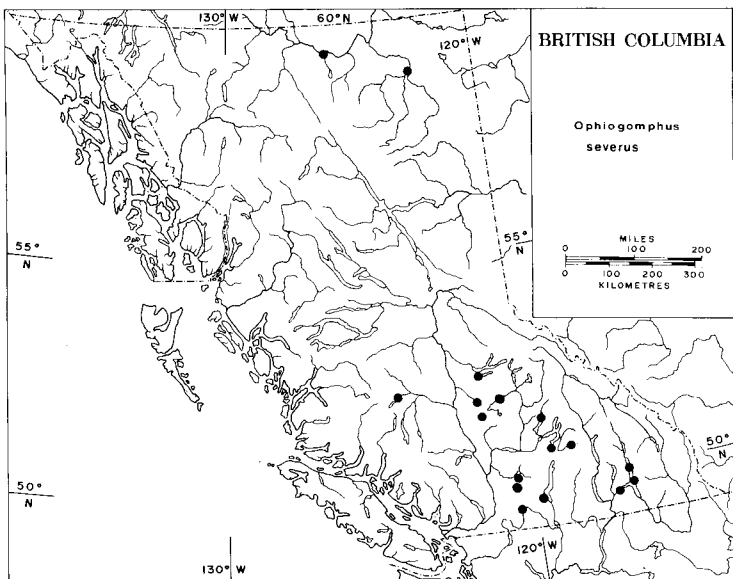 130° W
60° N
120° W
BRITISH COLUMBIA
Ophiogomphus
severus
55°
N
55°
N
MILES
0 100 200
0 100 200 300
KILOMETRES
50°
N
50°
N
130° W
120° W